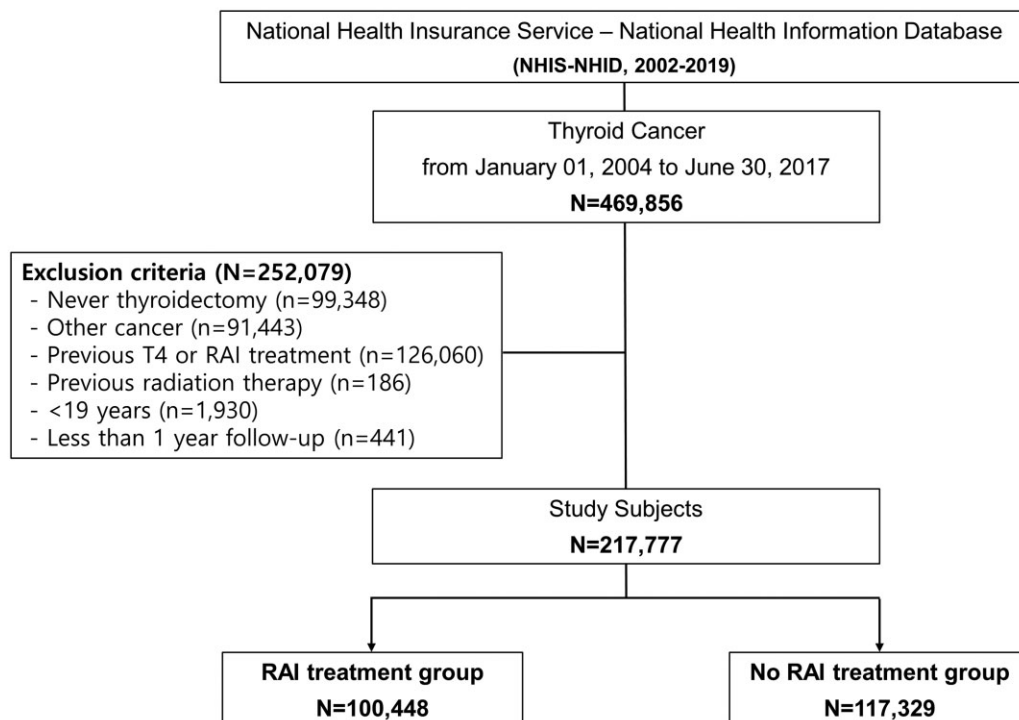 National Health Insurance Service – National Health Information Database
(NHIS-NHID, 2002-2019)
Thyroid Cancer
from January 01, 2004 to June 30, 2017
N=469,856
Exclusion criteria (N=252,079)
- Never thyroidectomy (n=99,348)
- Other cancer (n=91,443)
- Previous T4 or RAI treatment (n=126,060)
- Previous radiation therapy (n=186)
- <19 years (n=1,930)
- Less than 1 year follow-up (n=441)
Study Subjects
N=217,777
RAI treatment group
N=100,448
No RAI treatment group
N=117,329